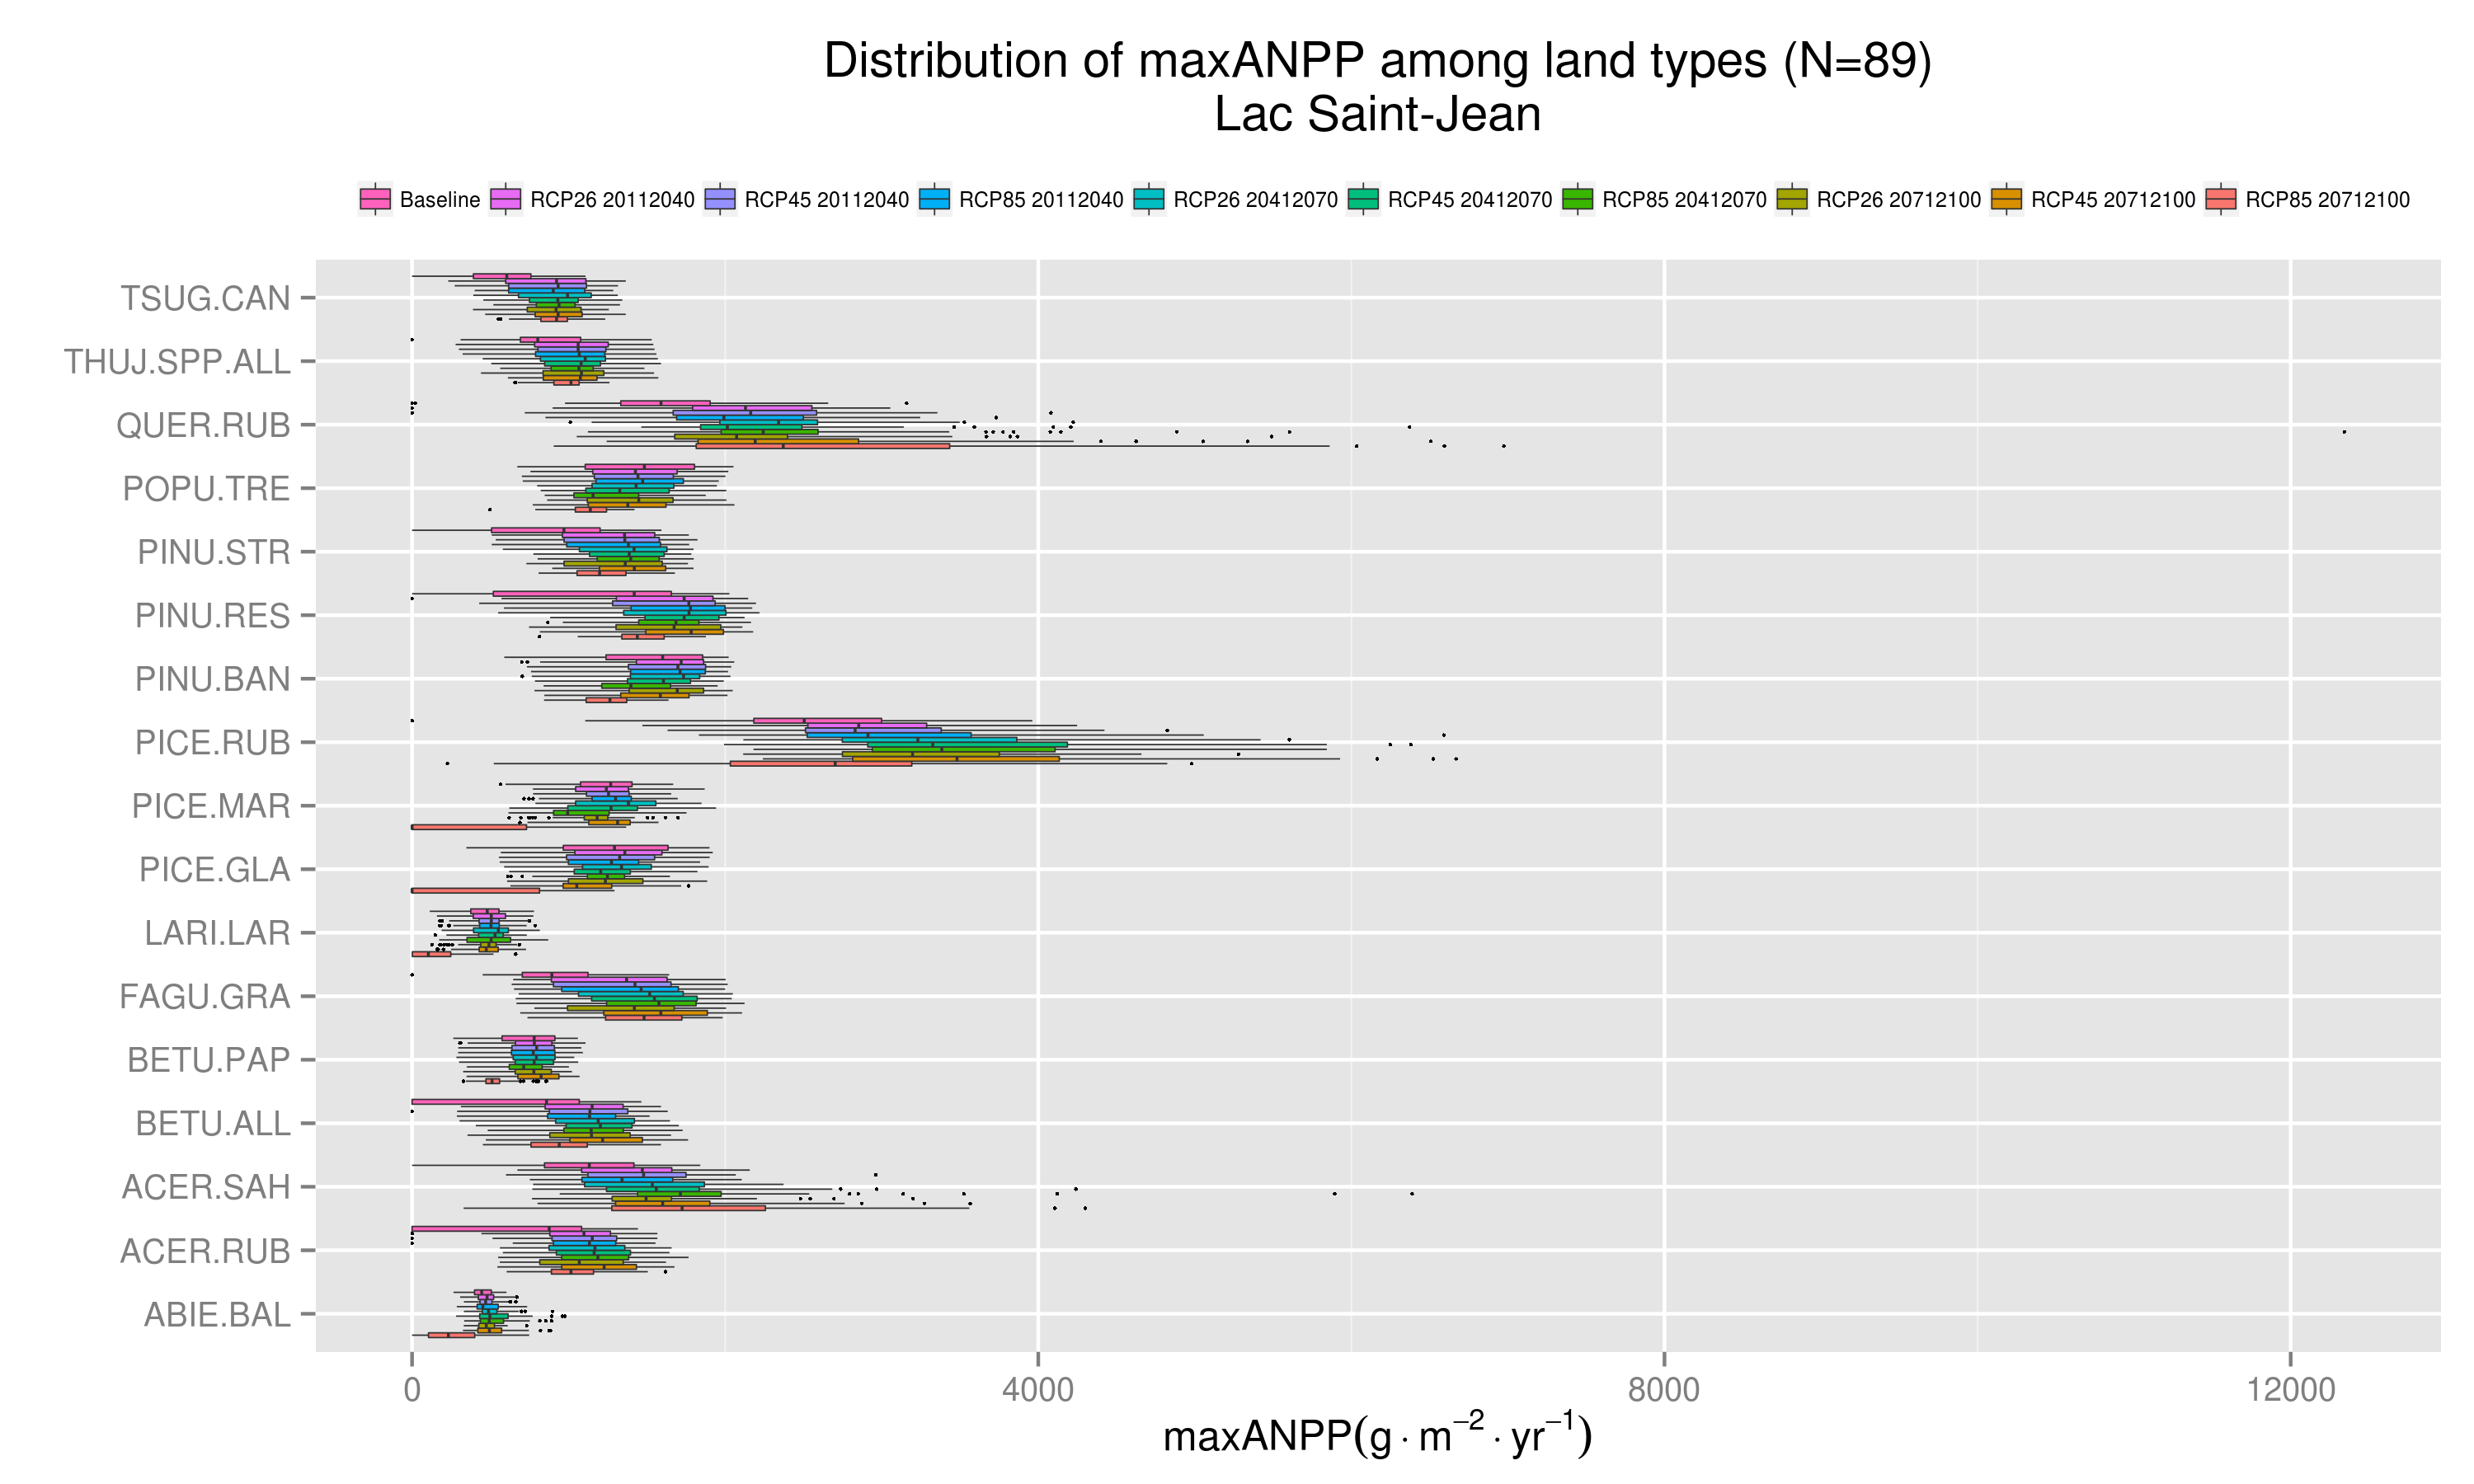 Distribution of maxANPP among land types (N=89)
Lac Saint-Jean
Baseline RCP26 20112040 RCP45 20112040 RCP85 20112040 RCP26 20412070 RCP45 20412070 RCP85 20412070 RCP26 20712100 RCP45 20712100 RCP85 20712100
TSUG.CAN
THUJ.SPP.ALL
QUER.RUB
POPU.TRE
PINU.STR
PINU.RES
PINU.BAN
PICE.RUB
PICE.MAR
PICE.GLA
LARI.LAR
FAGU.GRA
BETU.PAP
BETU.ALL
ACER.SAH
ACER.RUB
ABIE.BAL
0 4000 8000 12000
maxANPP(g·m⁻²·yr⁻¹)